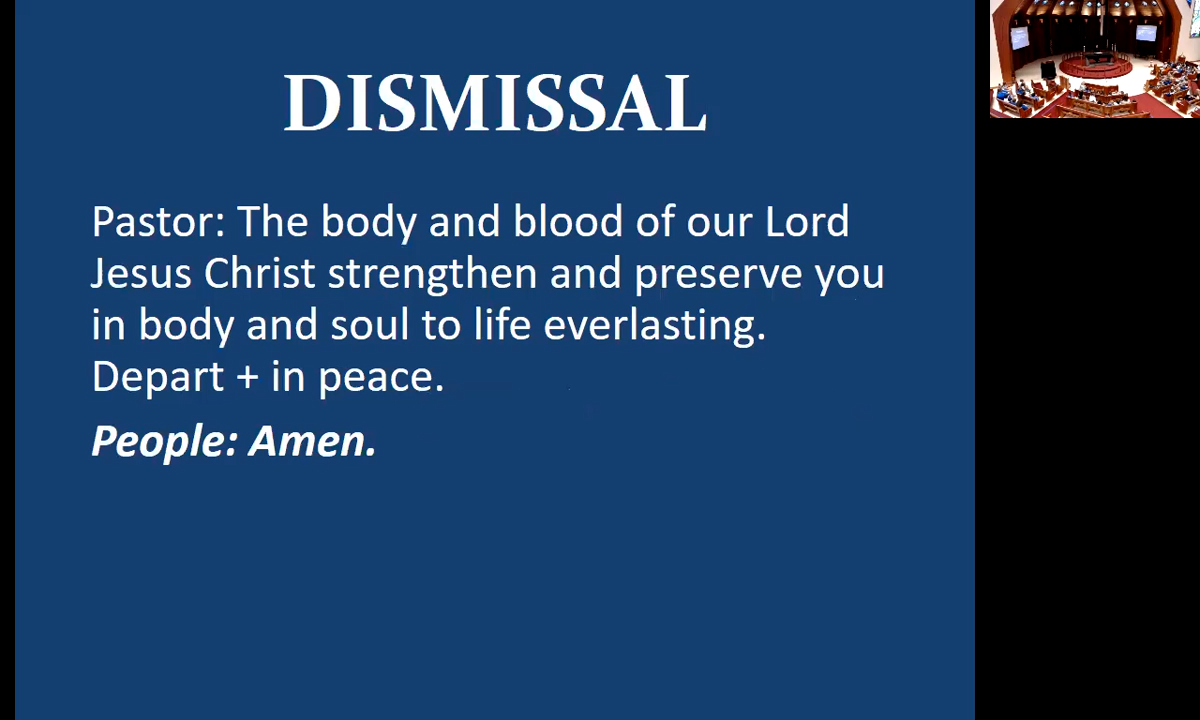 DISMISSAL
Pastor: The body and blood of our Lord
Jesus Christ strengthen and preserve you
in body and soul to life everlasting.
Depart + in peace.
People: Amen.